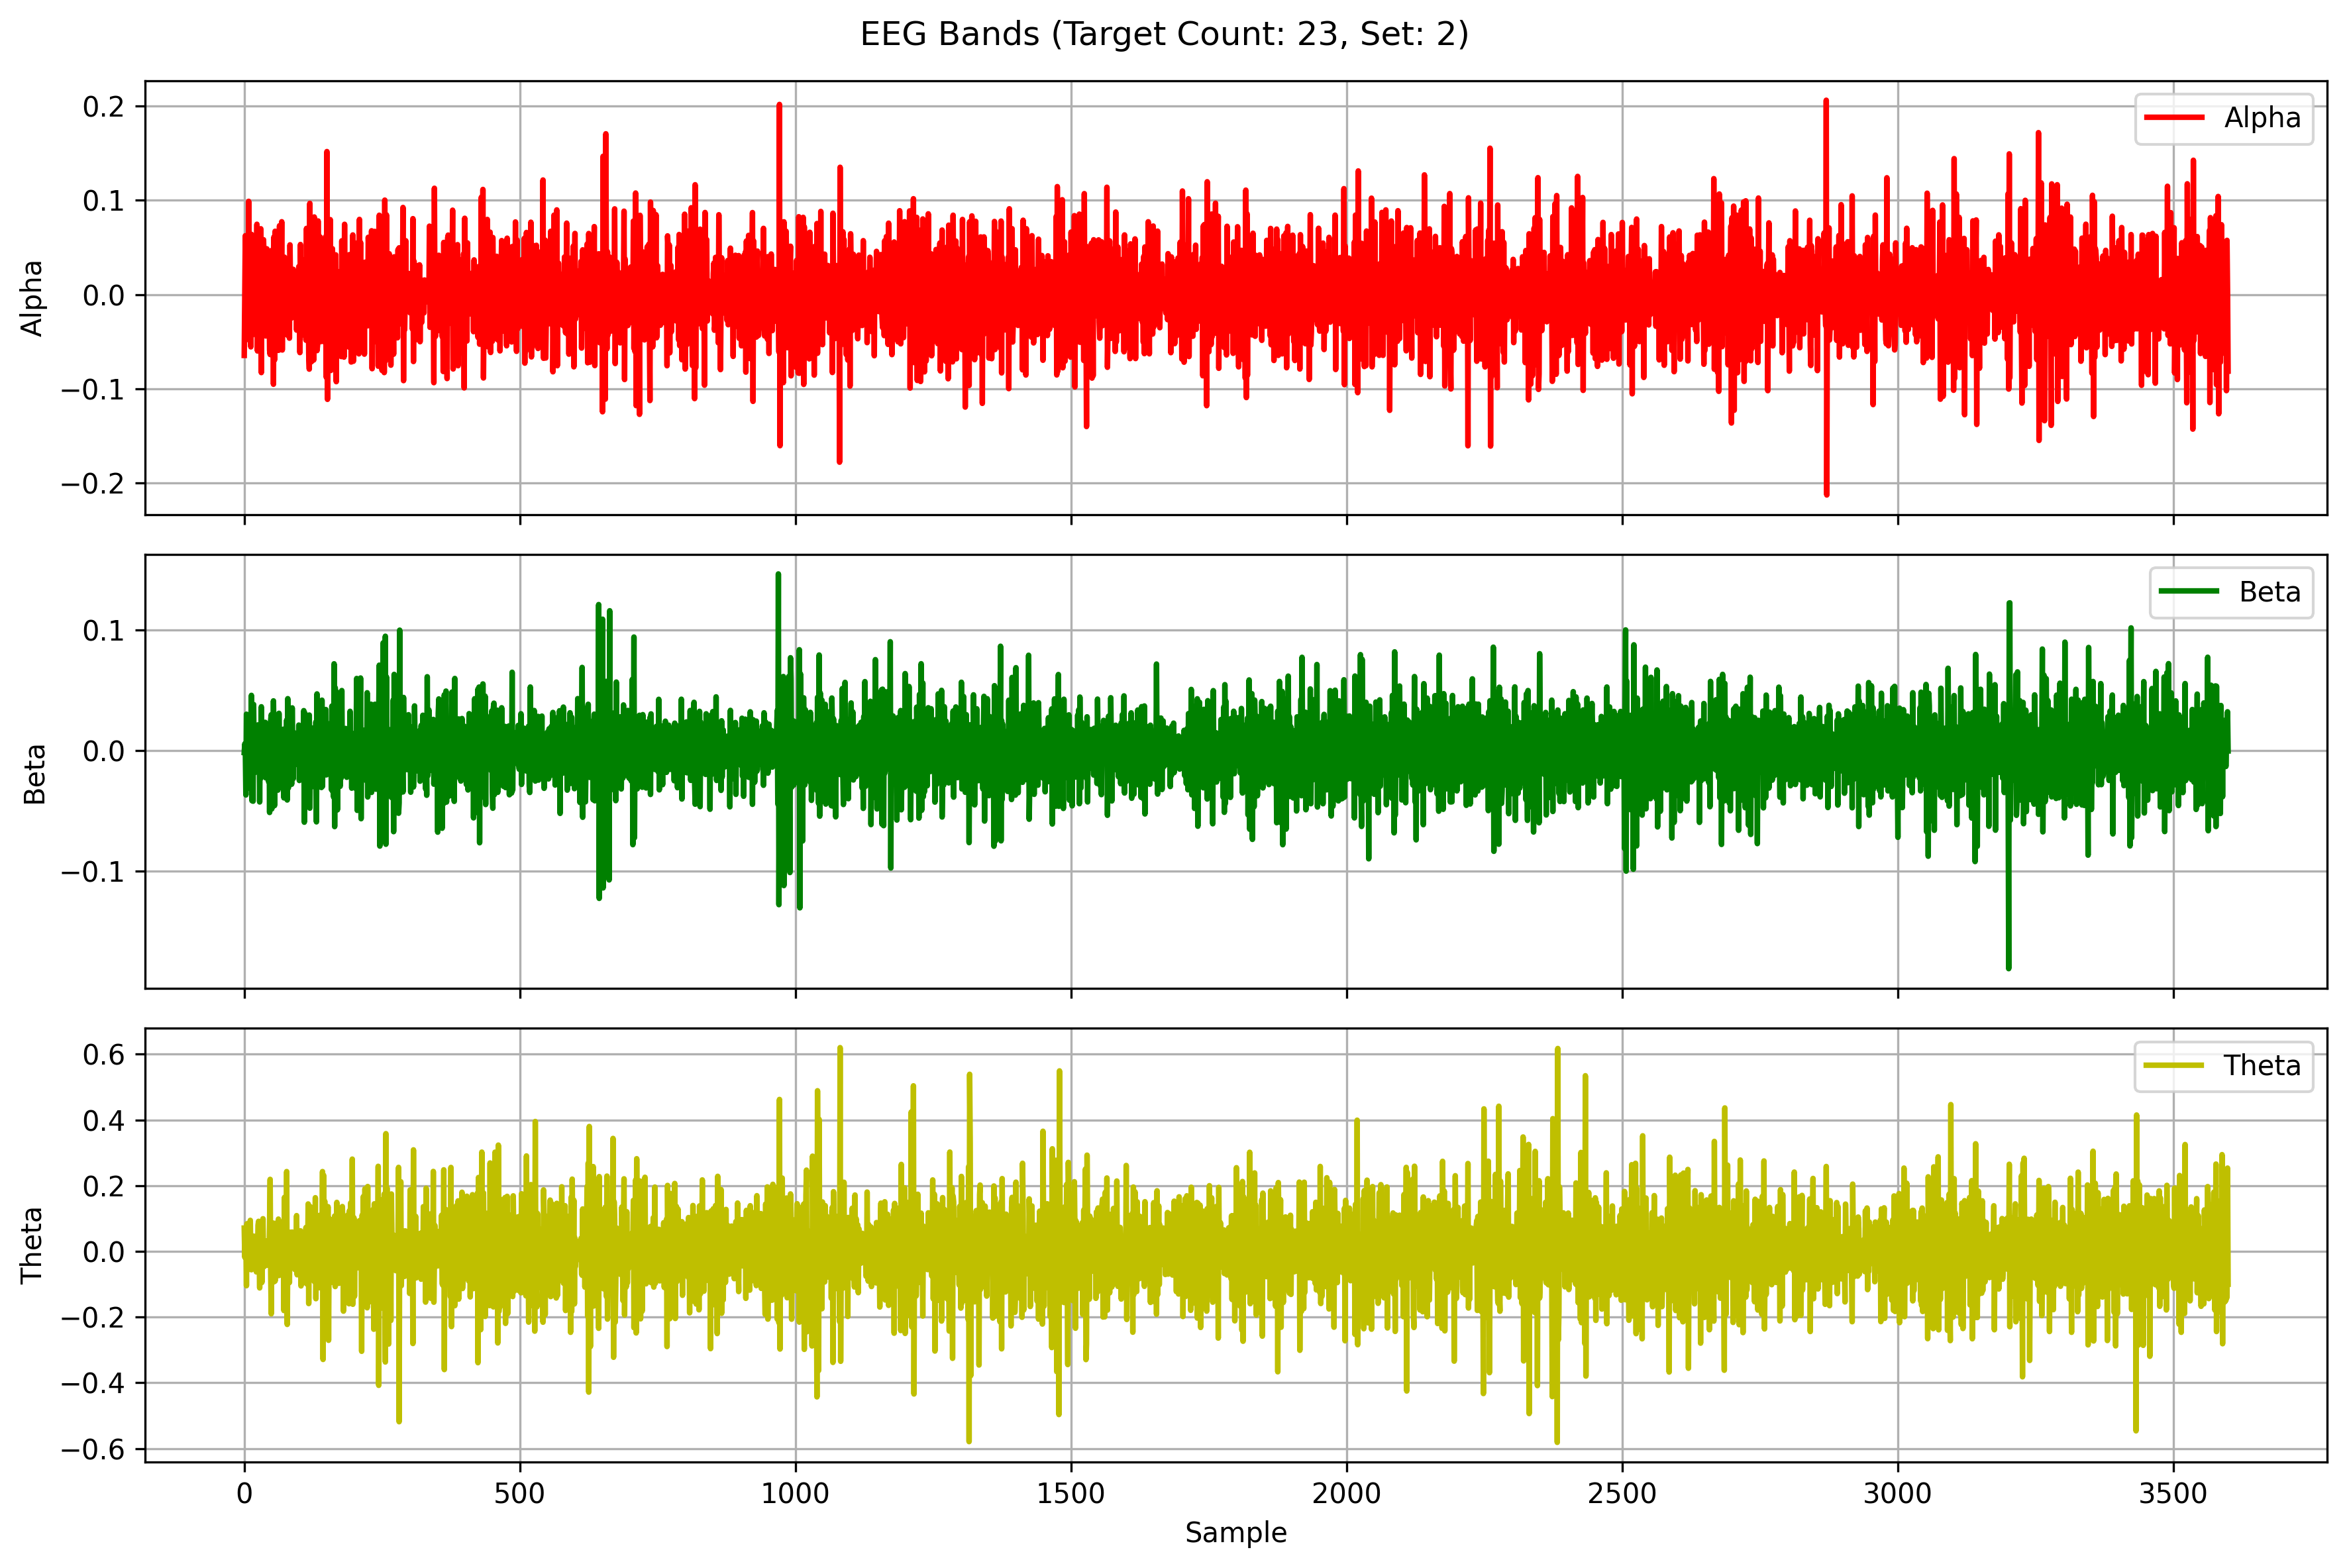 EEG Bands (Target Count: 23, Set: 2)
0.2
0.1
0.0
−0.1
−0.2
Alpha
Alpha
0.1
0.0
−0.1
Beta
Beta
0.6
0.4
0.2
0.0
−0.2
−0.4
−0.6
Theta
Theta
0 500 1000 1500 2000 2500 3000 3500
Sample